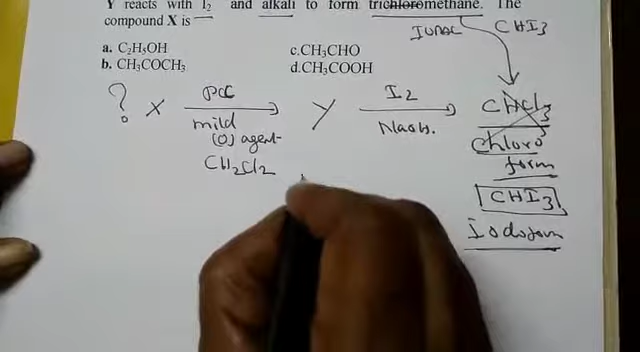 Y reacts with I2 and alkali to form trichloromethane. The
compound X is
a. C2H5OH
c.CH3CHO
b. CH3COCH3
d.CH3COOH
IUPAC CHI3
? X PCC Y I2 CHCl3
mild NaOH.
(O) agent
CH2Cl2
Chloro
form
CHI3
Iodoform